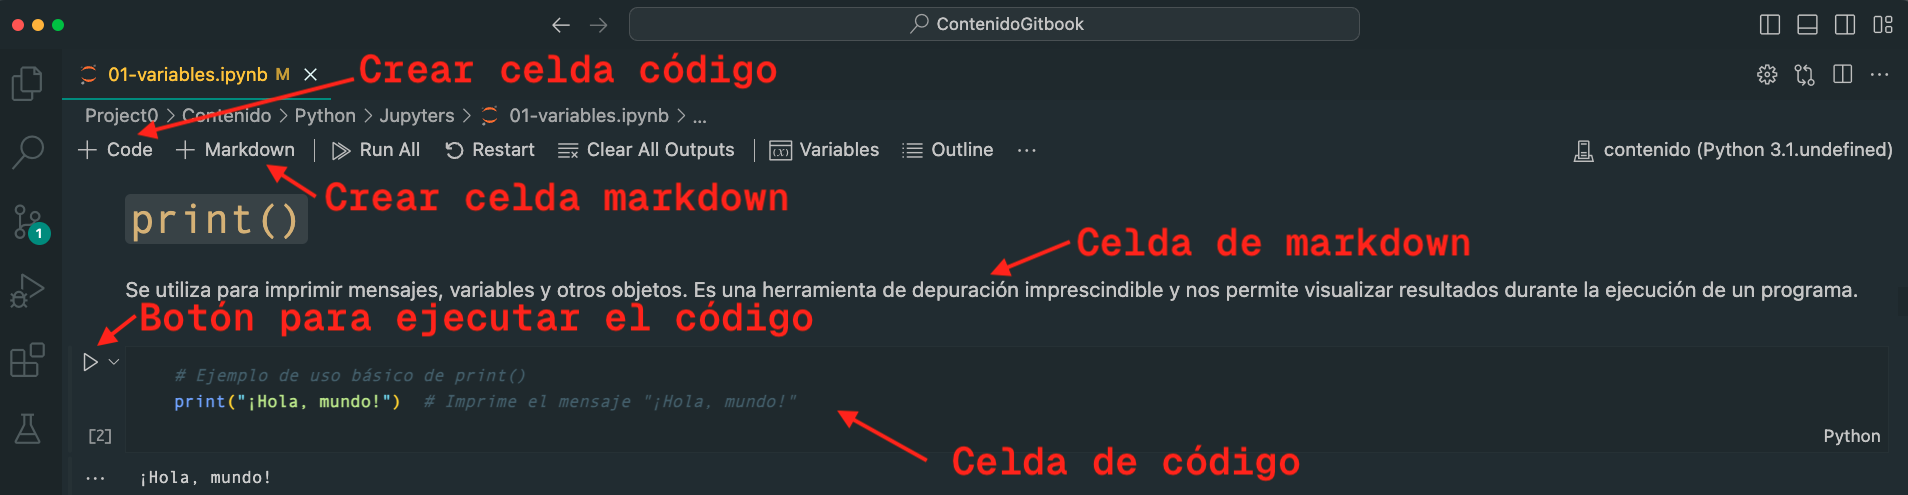 ContenidoGitbook
01-variables.ipynb M
Crear celda código
Project0 > Contenido > Python > Jupyters > 01-variables.ipynb > ...
+ Code + Markdown Run All Restart Clear All Outputs (x) Variables Outline ... contenido (Python 3.1.undefined)
Crear celda markdown
print()
1
Celda de markdown
Se utiliza para imprimir mensajes, variables y otros objetos. Es una herramienta de depuración imprescindible y nos permite visualizar resultados durante la ejecución de un programa.
Botón para ejecutar el código
# Ejemplo de uso básico de print()
print("¡Hola, mundo!") # Imprime el mensaje "¡Hola, mundo!"
[2]
Python
Celda de código
... ¡Hola, mundo!